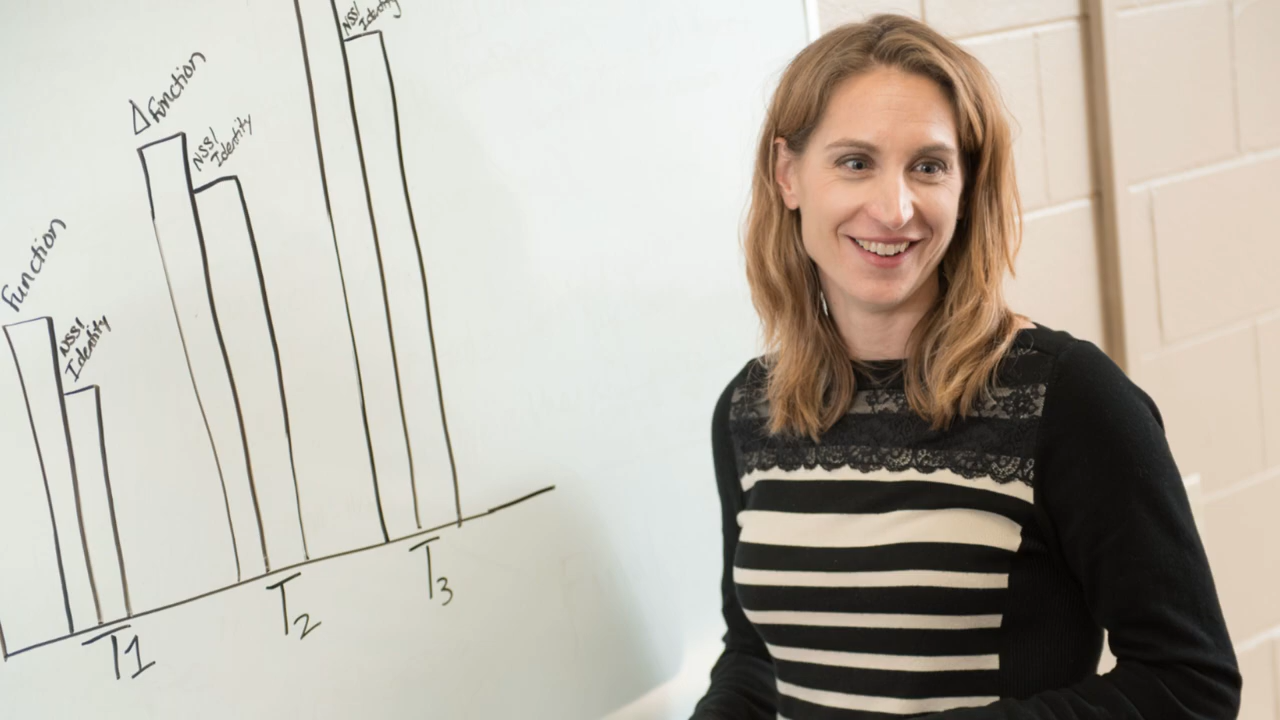 Function
NSSI
Identity
T1
Δ Function
NSSI
Identity
T2
NSSI
Identity
T3